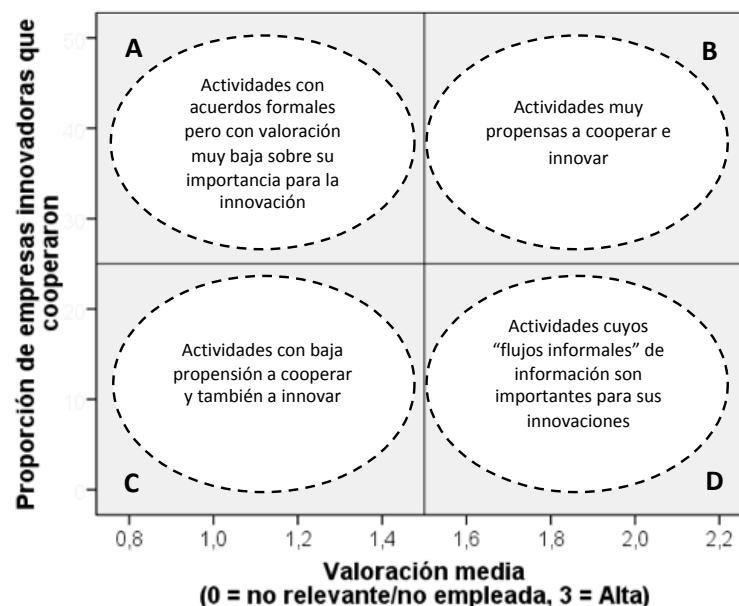 Proporción de empresas innovadoras que
cooperaron
50
40
30
20
10
0
A
Actividades con
acuerdos formales
pero con valoración
muy baja sobre su
importancia para la
innovación
B
Actividades muy
propensas a cooperar e
innovar
Actividades con baja
propensión a cooperar
y también a innovar
C
Actividades cuyos
“flujos informales” de
información son
importantes para sus
innovaciones
D
0,8 1,0 1,2 1,4 1,6 1,8 2,0 2,2
Valoración media
(0 = no relevante/no empleada, 3 = Alta)